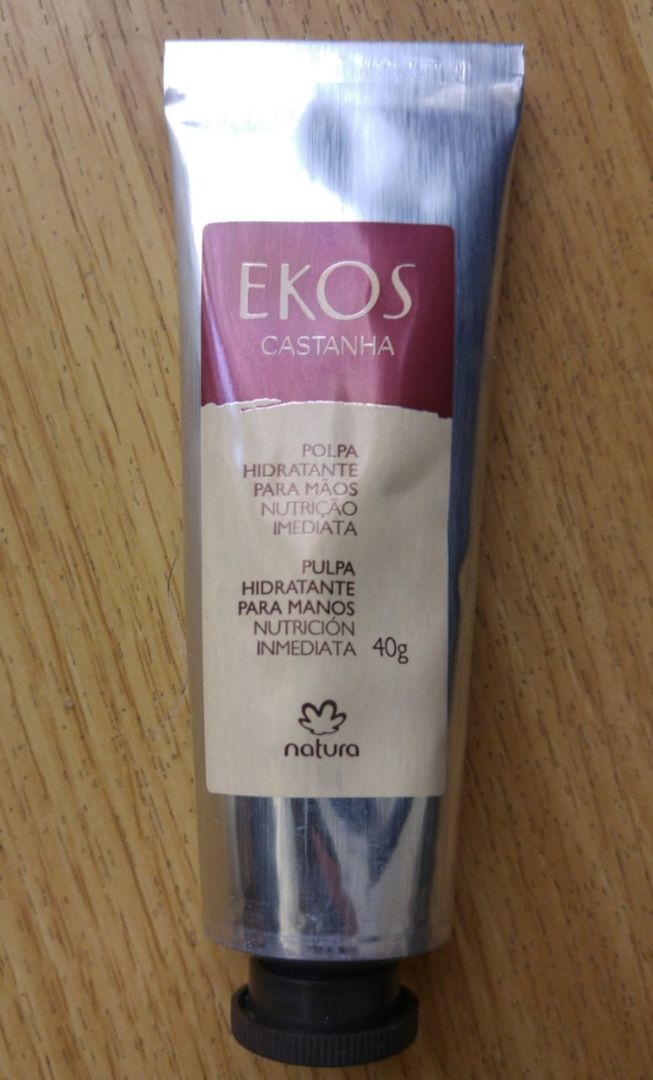 EKOS
CASTANHA
POLPA
HIDRATANTE
PARA MÃOS
NUTRIÇÃO
IMEDIATA
PULPA
HIDRATANTE
PARA MANOS
NUTRICIÓN
INMEDIATA 40g
natura